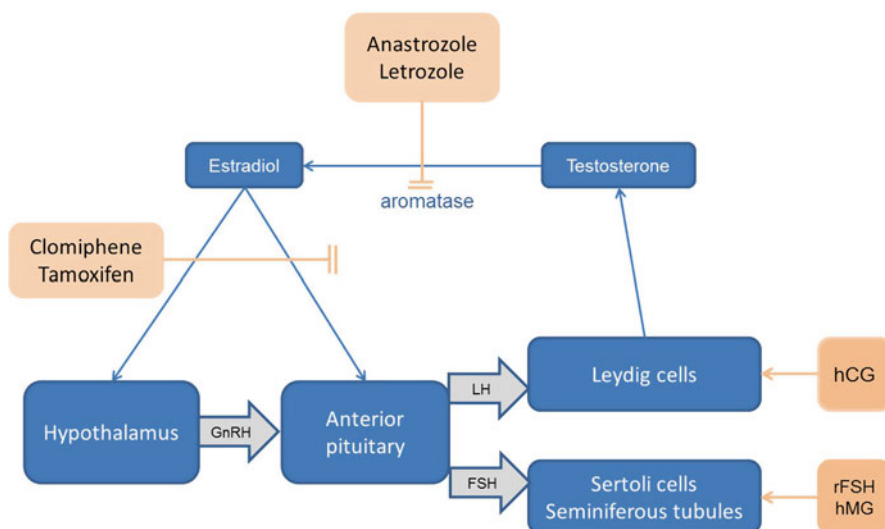 Anastrozole
Letrozole
Estradiol
Testosterone
aromatase
Clomiphene
Tamoxifen
Hypothalamus
GnRH
Anterior
pituitary
LH
Leydig cells
hCG
FSH
Sertoli cells
Seminiferous tubules
rFSH
hMG